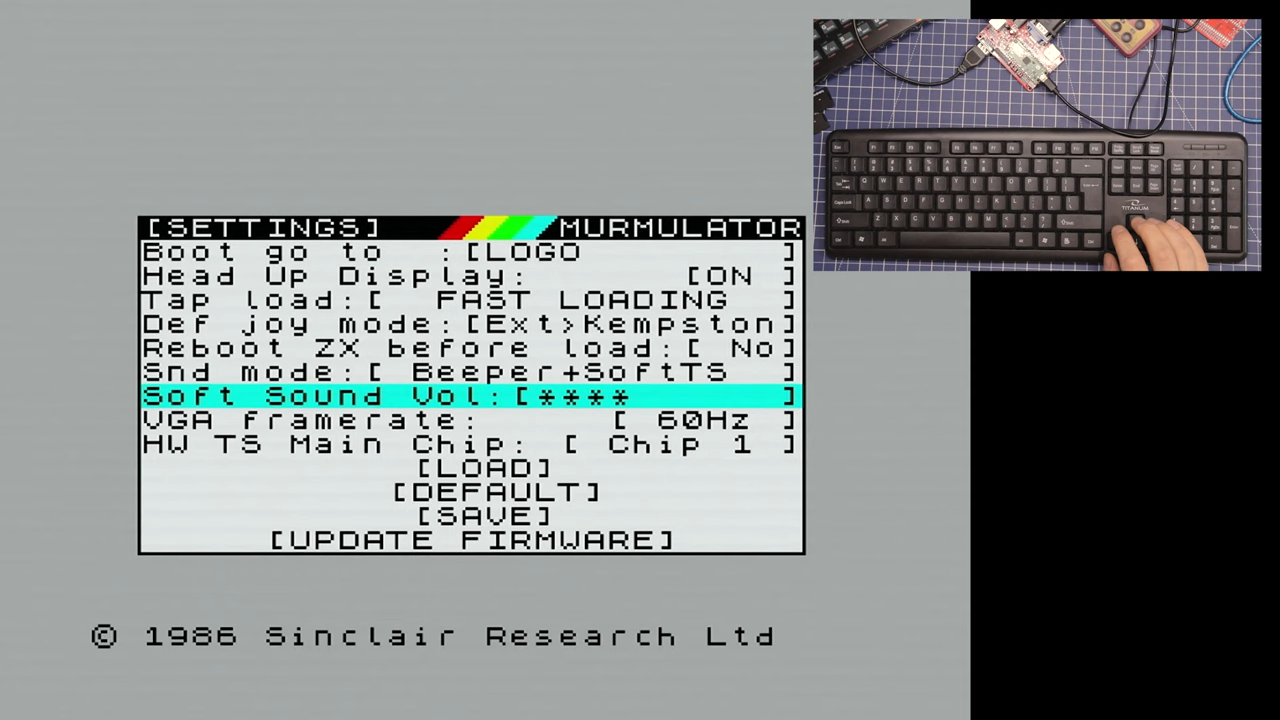 [SETTINGS] MURMULATOR
Boot go to :[LOGO ]
Head Up Display: [ON ]
Tap load:[ FAST LOADING ]
Def joy mode:[Ext>Kempston]
Reboot ZX before load:[ No]
Snd mode:[ Beeper+SoftTS ]
Soft Sound Vol:[**** ]
VGA framerate: [ 60Hz ]
HW TS Main Chip: [ Chip 1 ]
[LOAD]
[DEFAULT]
[SAVE]
[UPDATE FIRMWARE]
© 1986 Sinclair Research Ltd
TITANUM